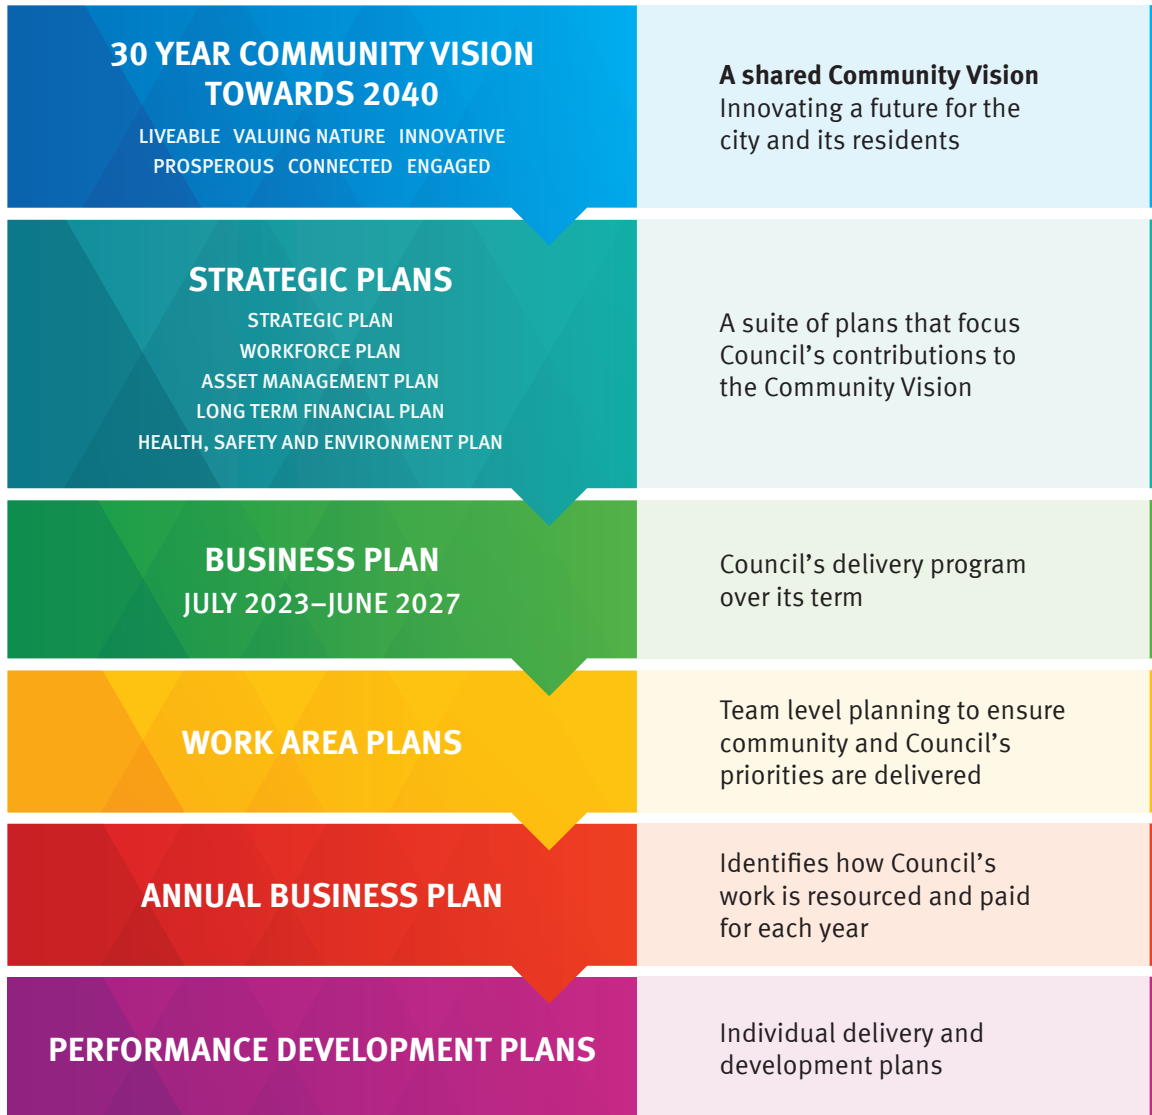 30 YEAR COMMUNITY VISION
TOWARDS 2040
LIVEABLE VALUING NATURE INNOVATIVE
PROSPEROUS CONNECTED ENGAGED
A shared Community Vision
Innovating a future for the
city and its residents
STRATEGIC PLANS
STRATEGIC PLAN
WORKFORCE PLAN
ASSET MANAGEMENT PLAN
LONG TERM FINANCIAL PLAN
HEALTH, SAFETY AND ENVIRONMENT PLAN
A suite of plans that focus
Council’s contributions to
the Community Vision
BUSINESS PLAN
JULY 2023–JUNE 2027
Council’s delivery program
over its term
WORK AREA PLANS
Team level planning to ensure
community and Council’s
priorities are delivered
ANNUAL BUSINESS PLAN
Identifies how Council’s
work is resourced and paid
for each year
PERFORMANCE DEVELOPMENT PLANS
Individual delivery and
development plans